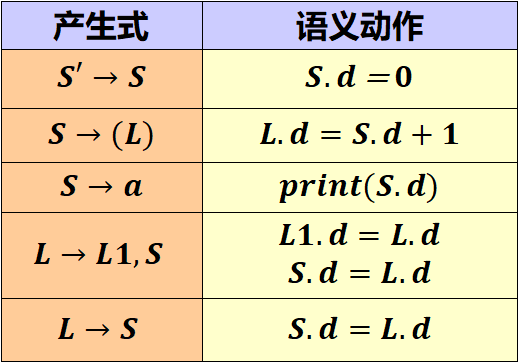 产生式 语义动作
S′ → S S.d = 0
S → (L) L.d = S.d + 1
S → a print(S.d)
L → L1, S L1.d = L.d
S.d = L.d
L → S S.d = L.d